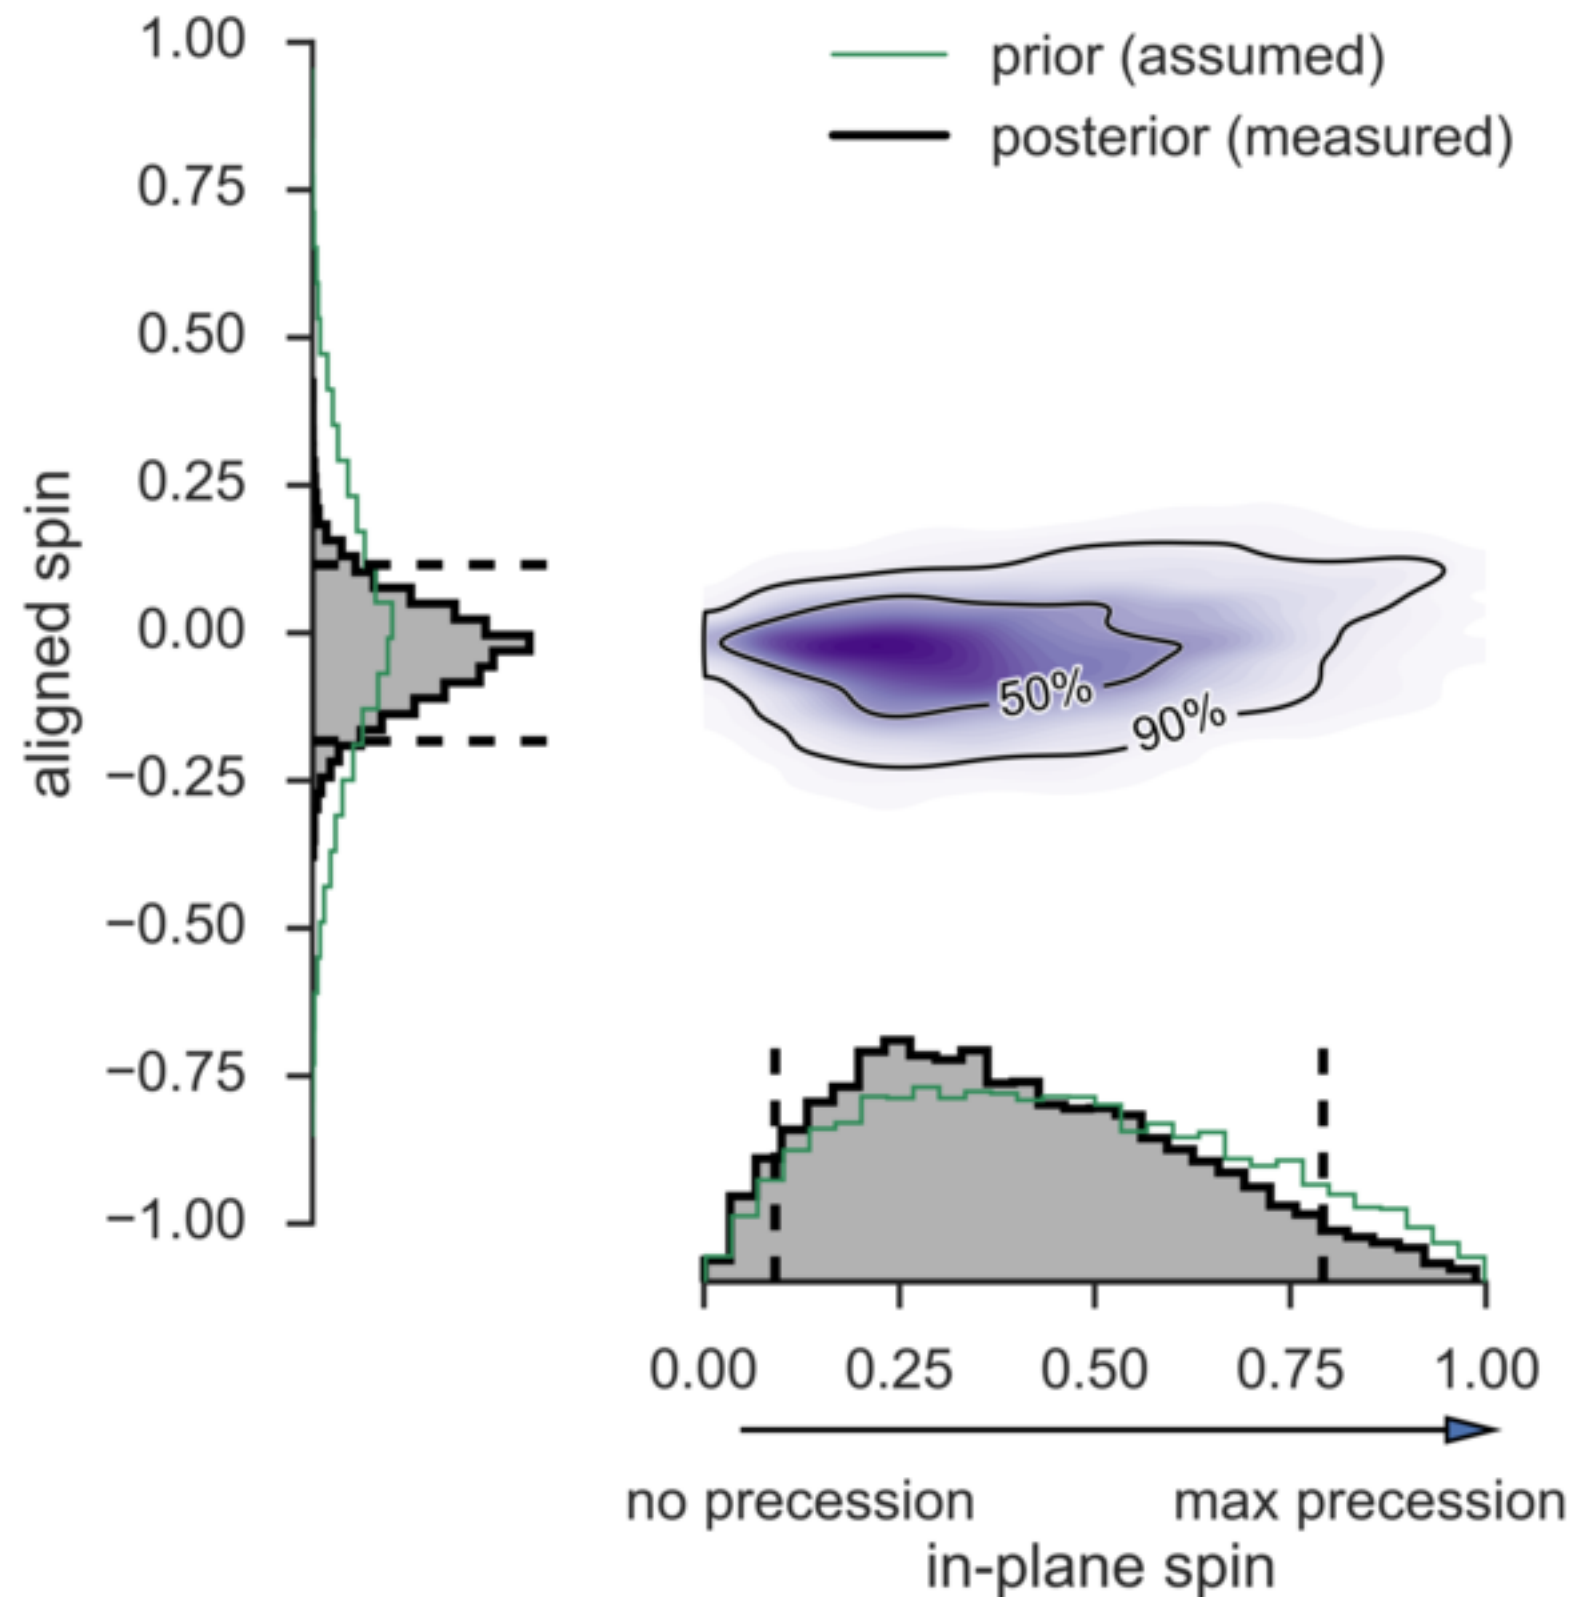 prior (assumed)
posterior (measured)
1.00
0.75
0.50
0.25
0.00
−0.25
−0.50
−0.75
−1.00
aligned spin
50%
90%
0.00 0.25 0.50 0.75 1.00
no precession max precession
in-plane spin